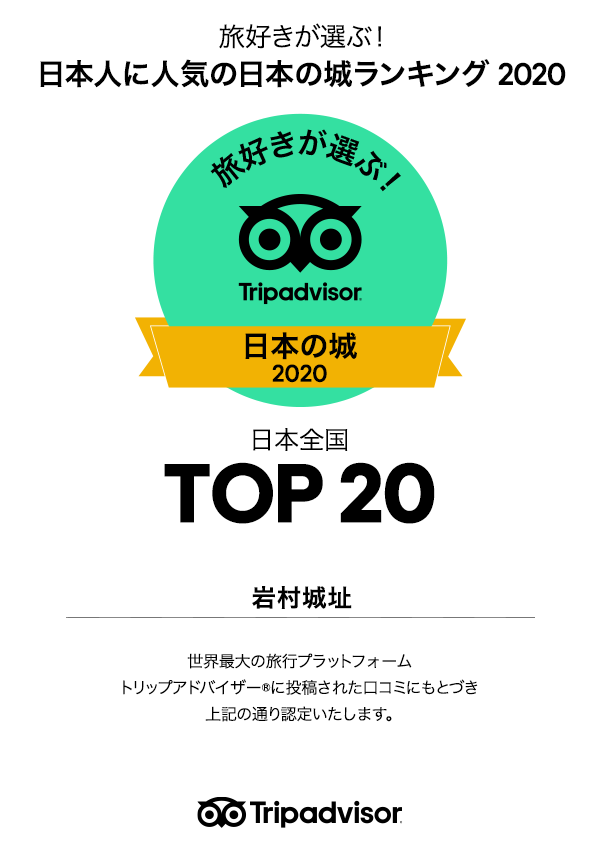 旅好きが選ぶ!
日本人に人気の日本の城ランキング 2020
旅好きが選ぶ!
Tripadvisor
日本の城
2020
日本全国
TOP 20
岩村城址
世界最大の旅行プラットフォーム
トリップアドバイザー®に投稿された口コミにもとづき
上記の通り認定いたします。
Tripadvisor